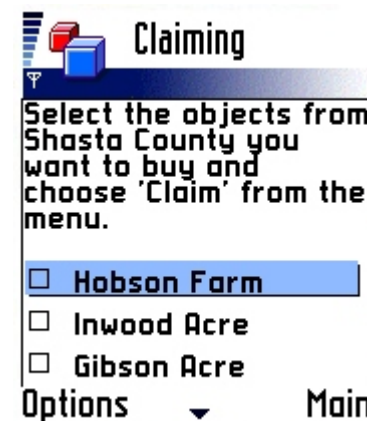 Claiming
Select the objects from
Shasta County you
want to buy and
choose 'Claim' from the
menu.
Hobson Farm
Inwood Acre
Gibson Acre
Options Main